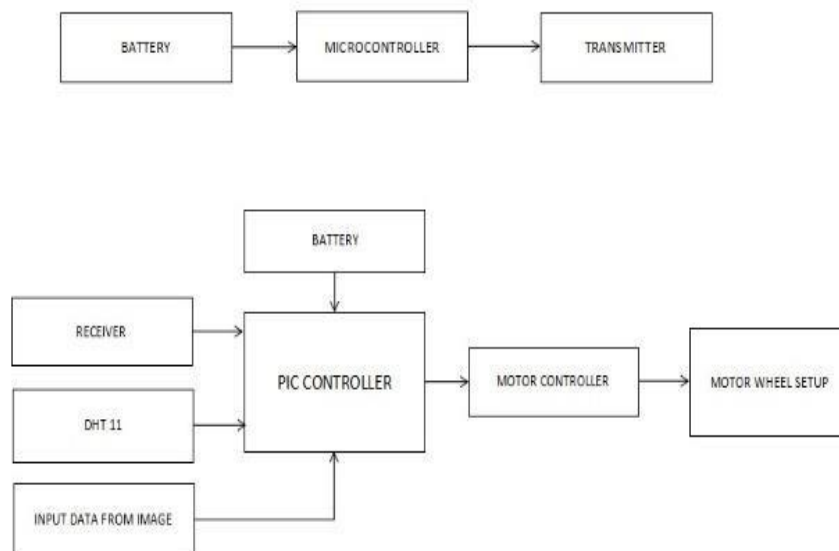 BATTERY
MICROCONTROLLER
TRANSMITTER
BATTERY
RECEIVER
PIC CONTROLLER
MOTOR CONTROLLER
MOTOR WHEEL SETUP
DHT 11
INPUT DATA FROM IMAGE